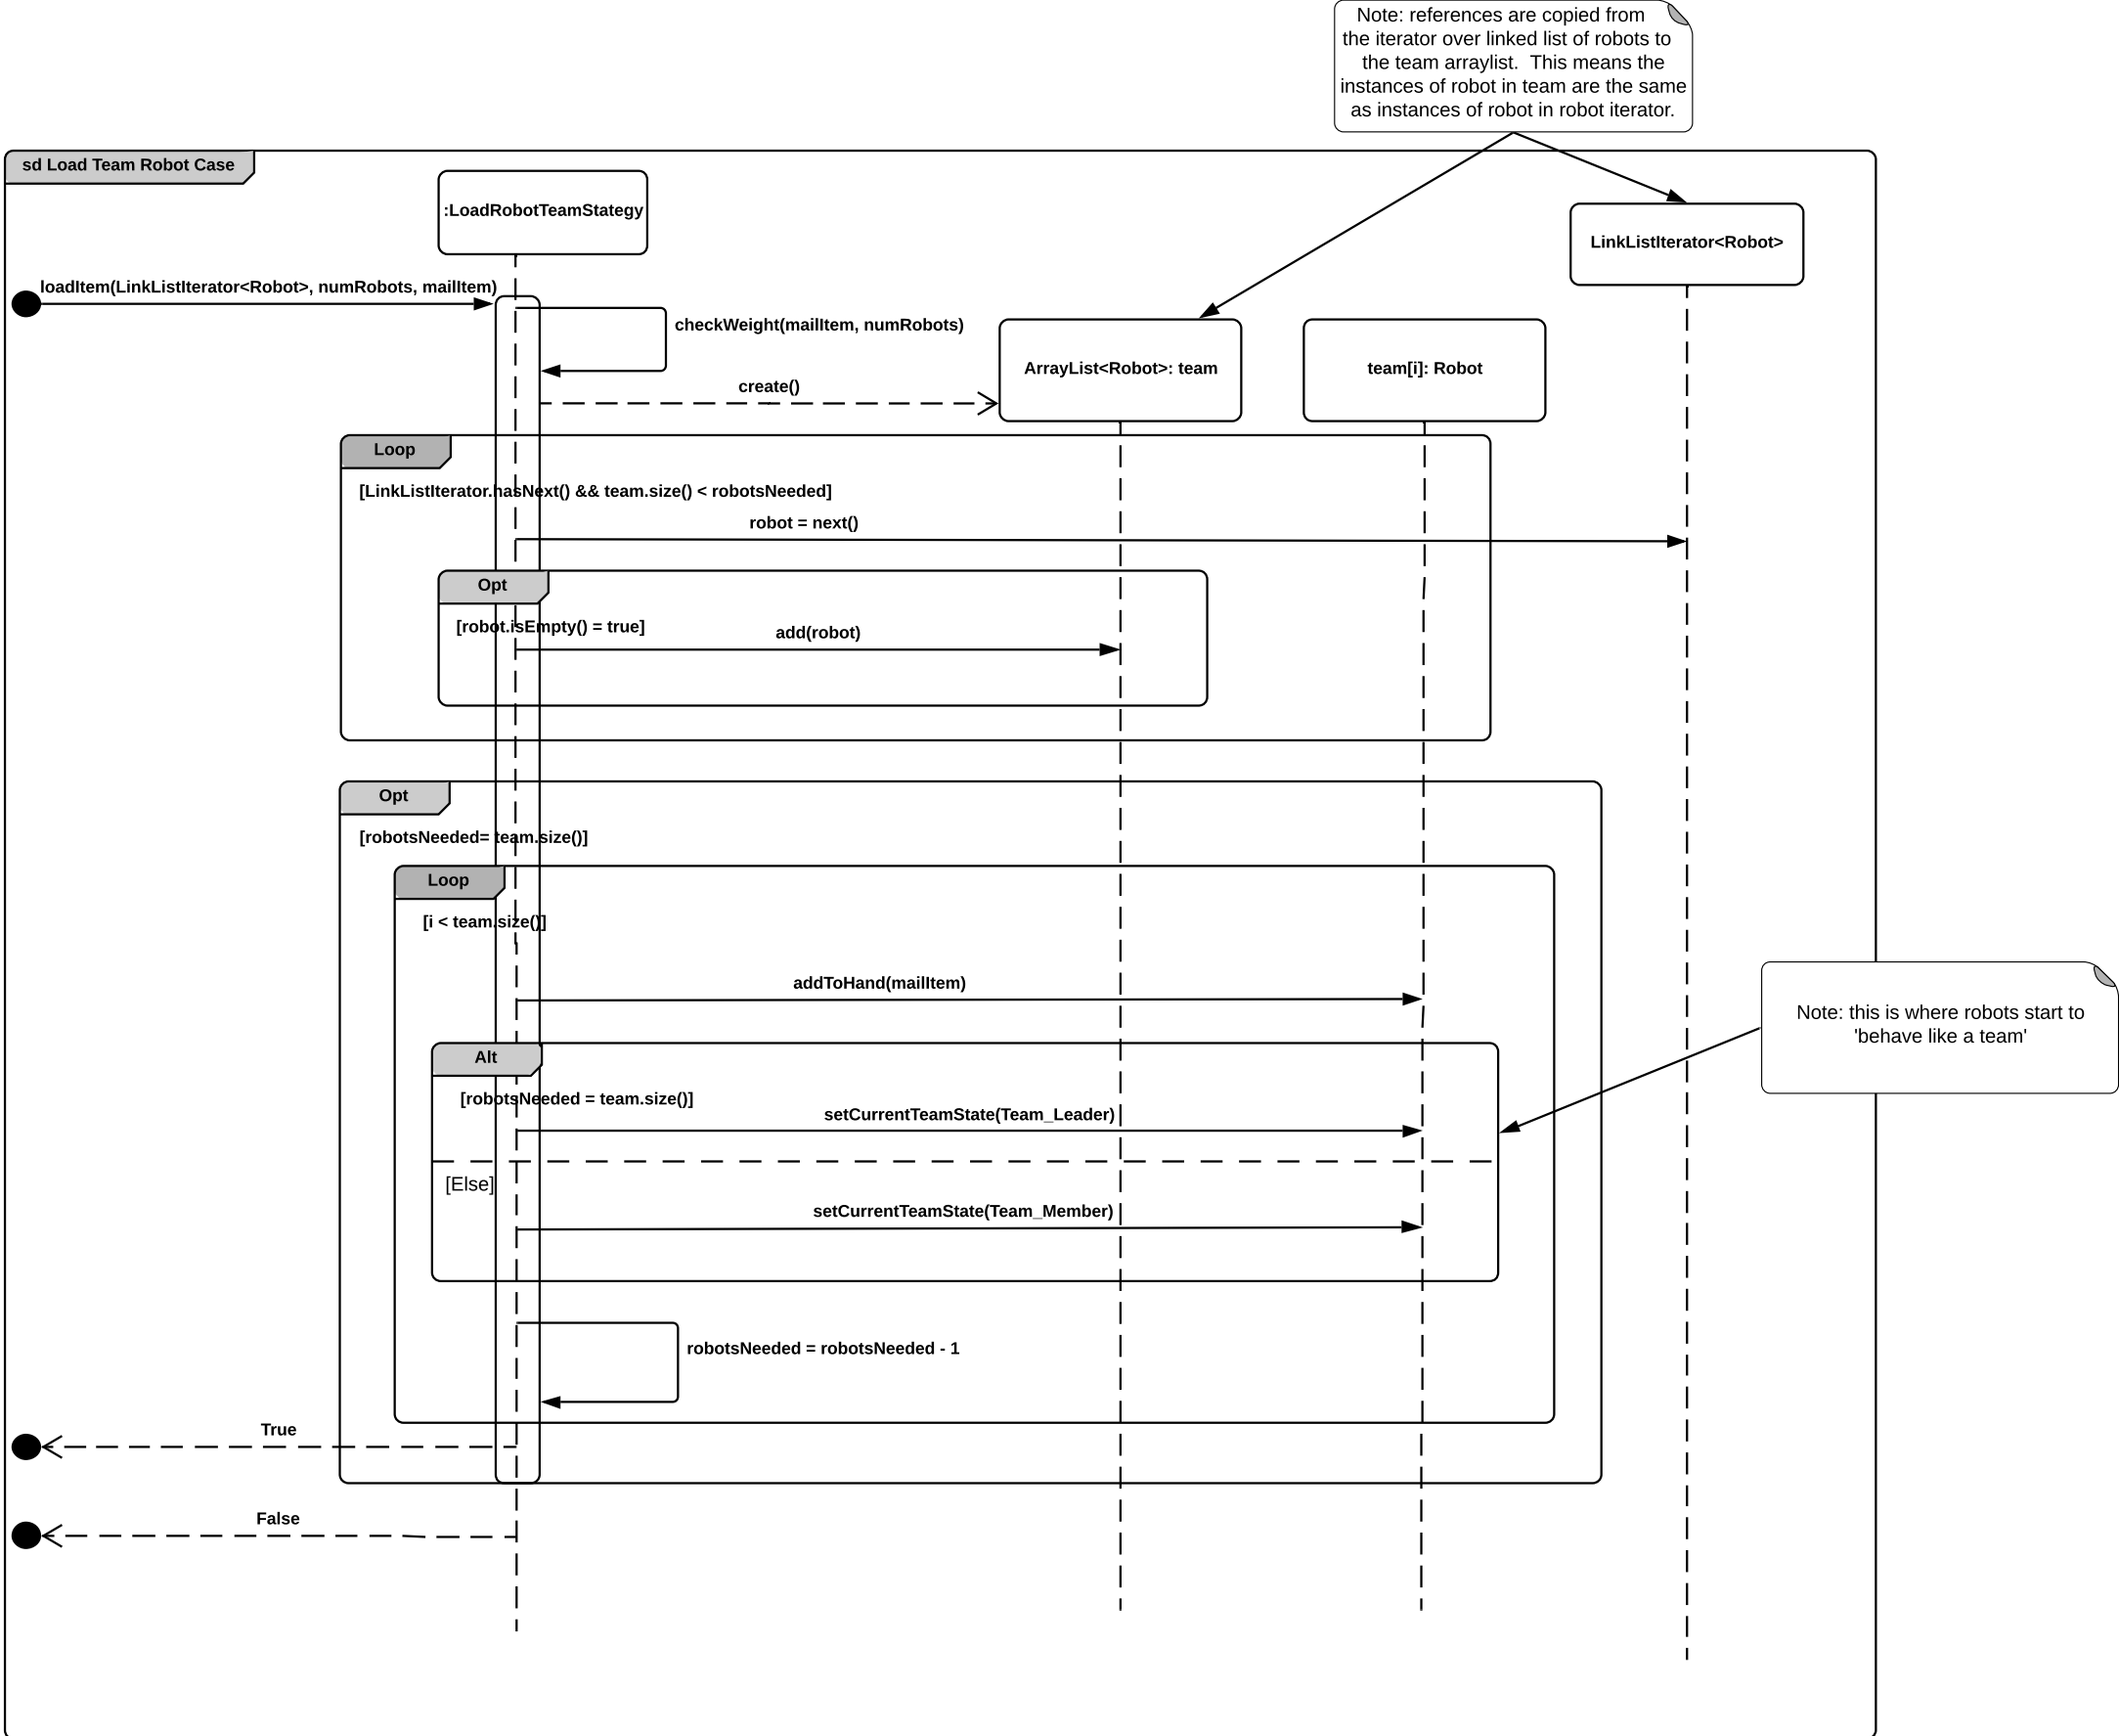 Note: references are copied from
the iterator over linked list of robots to
the team arraylist.  This means the
instances of robot in team are the same
as instances of robot in robot iterator.
sd Load Team Robot Case
:LoadRobotTeamStategy
LinkListIterator<Robot>
loadItem(LinkListIterator<Robot>, numRobots, mailItem)
checkWeight(mailItem, numRobots)
ArrayList<Robot>: team
team[i]: Robot
create()
Loop
[LinkListIterator.hasNext() && team.size() < robotsNeeded]
robot = next()
Opt
[robot.isEmpty() = true]
add(robot)
Opt
[robotsNeeded= team.size()]
Loop
[i < team.size()]
addToHand(mailItem)
Note: this is where robots start to
'behave like a team'
Alt
[robotsNeeded = team.size()]
setCurrentTeamState(Team_Leader)
[Else]
setCurrentTeamState(Team_Member)
robotsNeeded = robotsNeeded - 1
True
False